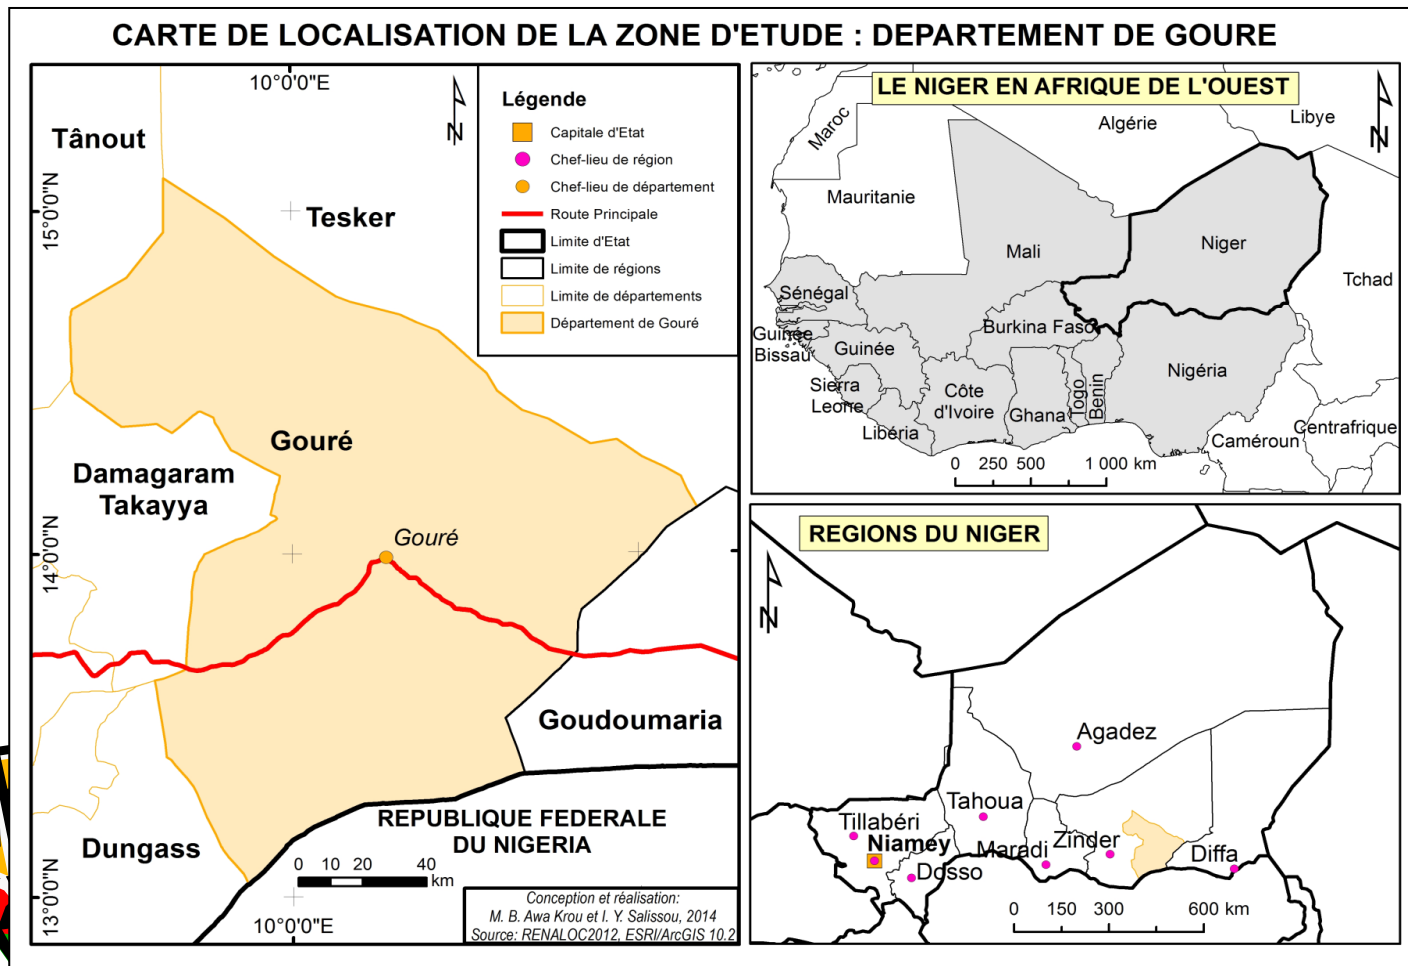 CARTE DE LOCALISATION DE LA ZONE D'ETUDE : DEPARTEMENT DE GOURE
10°0'0"E
Tânout
15°0'0"N
Tesker
Légende
Capitale d'Etat
Chef-lieu de région
Chef-lieu de département
Route Principale
Limite d'Etat
Limite de régions
Limite de départements
Département de Gouré
N
Gouré
Damagaram
Takayya
Gouré
14°0'0"N
Goudoumaria
REPUBLIQUE FEDERALE
DU NIGERIA
Dungass
0 10 20 40
km
13°0'0"N
10°0'0"E
Conception et réalisation:
M. B. Awa Krou et I. Y. Salissou, 2014
Source: RENALOC2012, ESRI/ArcGIS 10.2
LE NIGER EN AFRIQUE DE L'OUEST
Maroc
Algérie
Libye
N
Mauritanie
Mali
Niger
Tchad
Sénégal
Guinée
Bissau
Guinée
Burkina Faso
Sierra
Leone
Côte
d'Ivoire
Ghana
Togo
Benin
Nigéria
Libéria
Caméroun
Centrafrique
0 250 500 1 000 km
REGIONS DU NIGER
N
Agadez
Tahoua
Tillabéri
Niamey
Dosso
Maradi
Zinder
Diffa
0 150 300 600 km